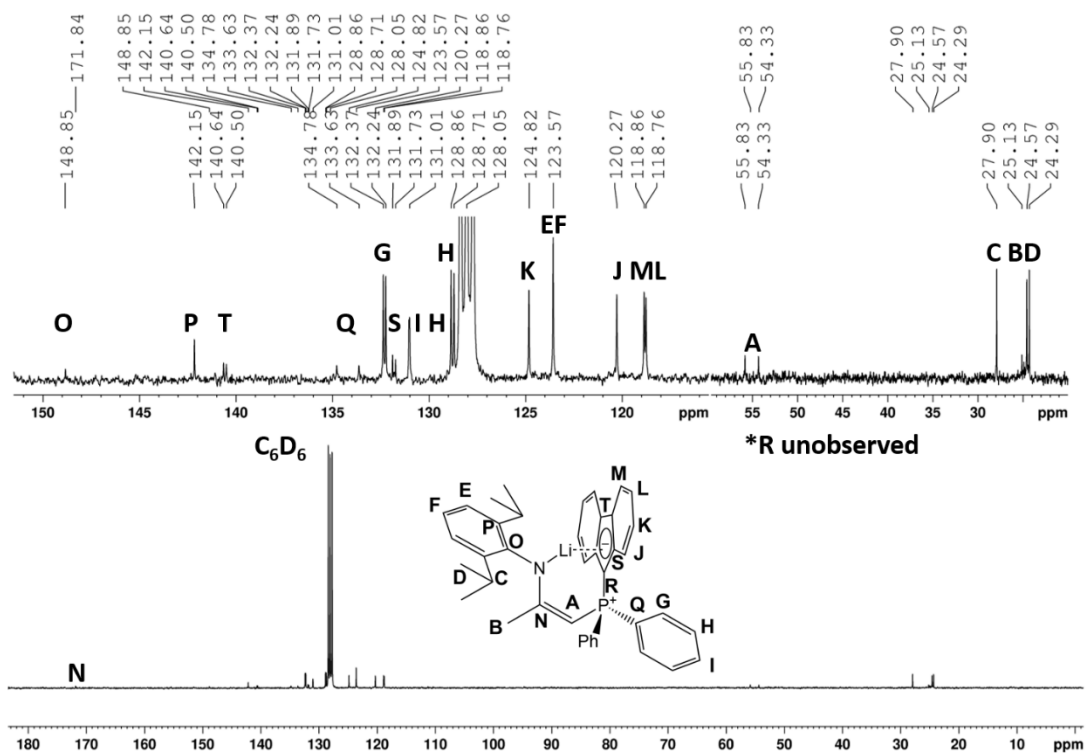 171.84 148.85 142.15 140.64 140.50 134.78 133.63 132.37 132.24 131.89 131.73 131.01 128.86 128.71 128.05 124.82 123.57 120.27 118.86 118.76 55.83 54.33 27.90 25.13 24.57 24.29
148.85 142.15 140.64 140.50 134.78 133.63 132.37 132.24 131.89 131.73 131.01 128.86 128.71 128.05 124.82 123.57 120.27 118.86 118.76 55.83 54.33 27.90 25.13 24.57 24.29
O P T G Q S I H H K EF J ML A C BD
150 145 140 135 130 125 120 ppm 55 50 45 40 35 30 ppm
C6D6
*R unobserved
M
L
E
F
T
P
K
O
Li
J
S
N
D
C
R
A
P+
Q
G
B
N
Ph
H
I
N
180 170 160 150 140 130 120 110 100 90 80 70 60 50 40 30 20 10 0 ppm